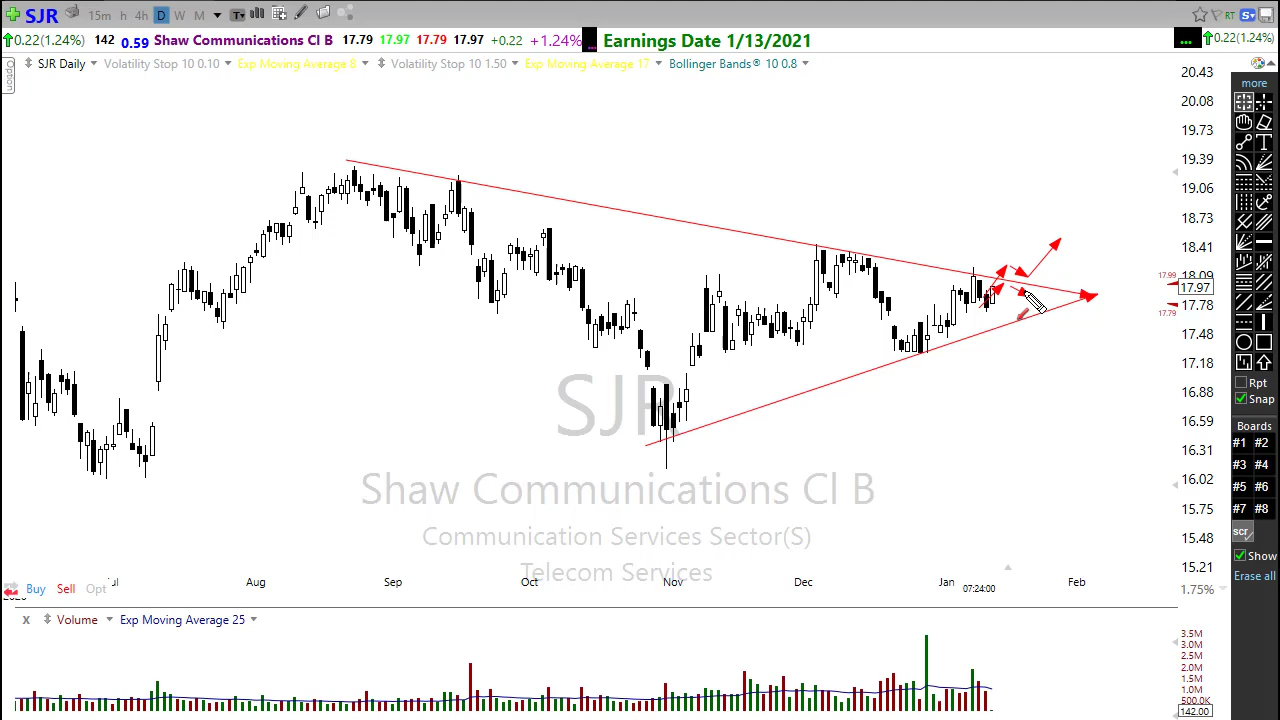 SJR 15m h 4h D W M T RT S
0.22(1.24%) 142 0.59 Shaw Communications Cl B 17.79 17.97 17.79 17.97 +0.22 +1.24% ... Earnings Date 1/13/2021 ... 0.22(1.24%)
Option SJR Daily Volatility Stop 10 0.10 Exp Moving Average 8 Volatility Stop 10 1.50 Exp Moving Average 17 Bollinger Bands® 10 0.8
20.43
20.08
19.73
19.39
19.06
18.73
18.41
18.09
17.99
17.97
17.78
17.79
17.48
17.18
16.88
16.59
16.31
16.02
15.75
15.48
15.21
SJR
Shaw Communications Cl B
Communication Services Sector(S)
Telecom Services
Aug Sep Oct Nov Dec Jan Feb
07:24:00
Buy Sell Opt
1.75%
X Volume Exp Moving Average 25
3.5M
3.0M
2.5M
2.0M
1.5M
1.0M
500.0K
142.00
more
T
Rpt
Snap
Boards
#1 #2
#3 #4
#5 #6
#7 #8
scr
Show
Erase all